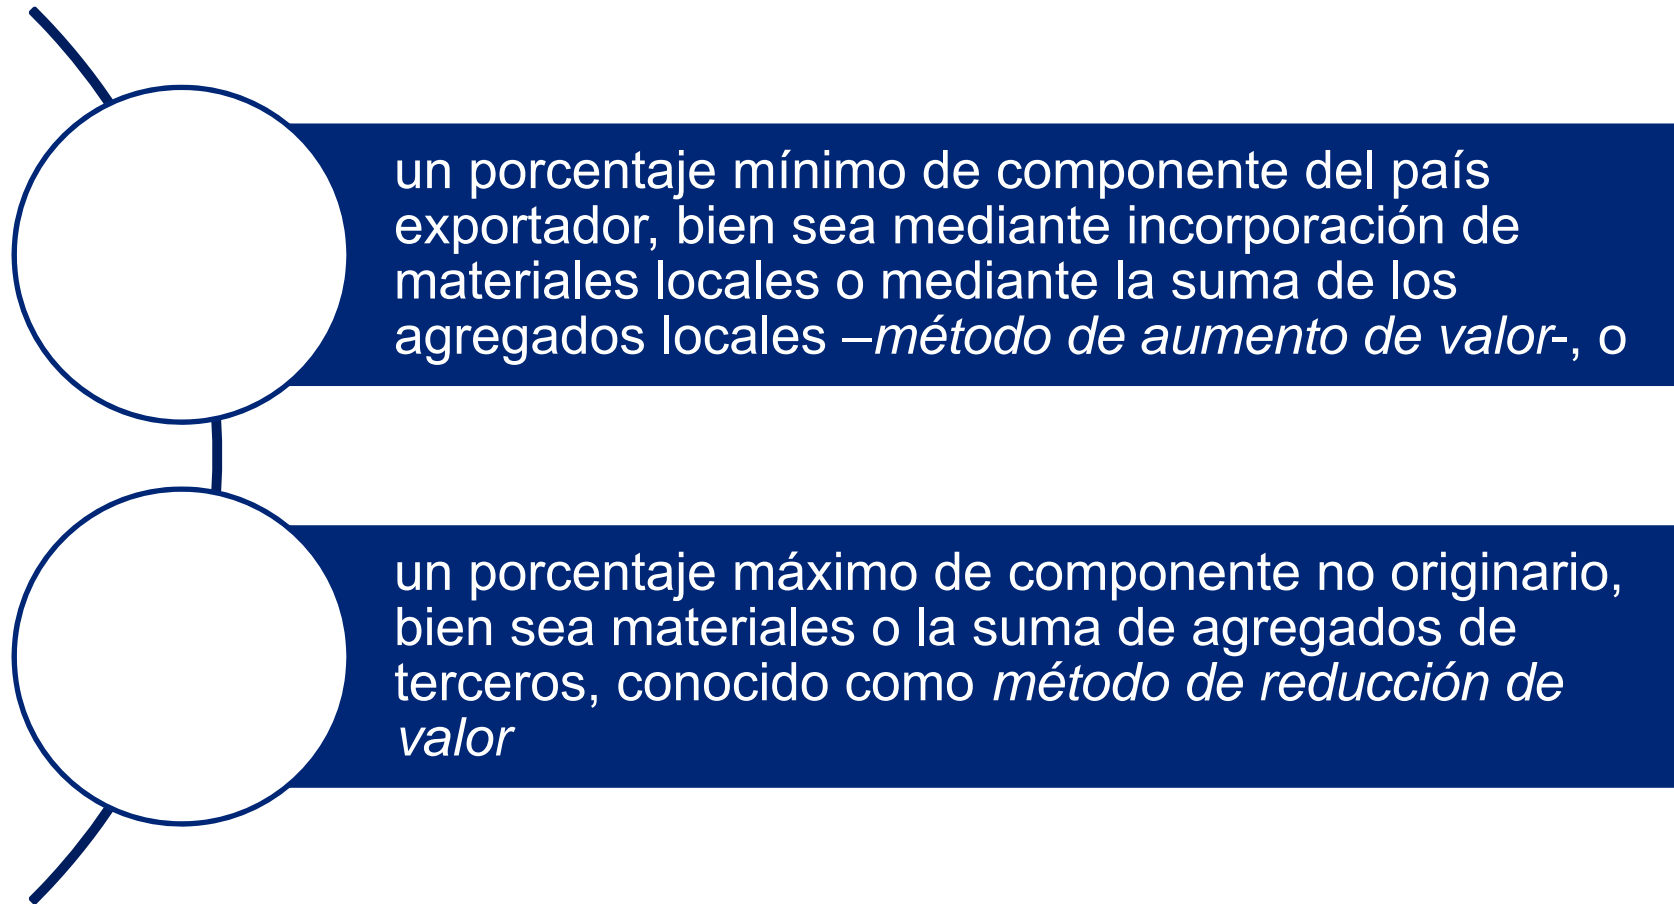 un porcentaje mínimo de componente del país
exportador, bien sea mediante incorporación de
materiales locales o mediante la suma de los
agregados locales –método de aumento de valor-, o
un porcentaje máximo de componente no originario,
bien sea materiales o la suma de agregados de
terceros, conocido como método de reducción de
valor